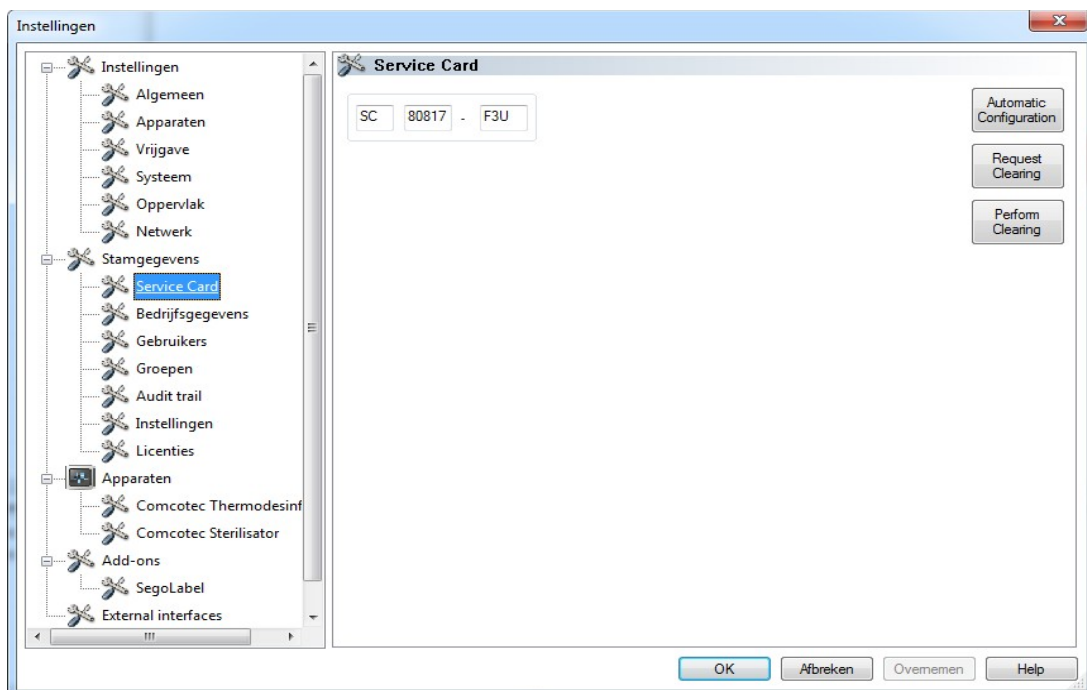 Instellingen
Instellingen
Algemeen
Apparaten
Vrijgave
Systeem
Oppervlak
Netwerk
Stamgegevens
Service Card
Bedrijfsgegevens
Gebruikers
Groepen
Audit trail
Instellingen
Licenties
Apparaten
Comcotec Thermodesinf
Comcotec Sterilisator
Add-ons
SegoLabel
External interfaces
Service Card
SC 80817 - F3U
Automatic
Configuration
Request
Clearing
Perform
Clearing
OK Afbreken Overnemen Help